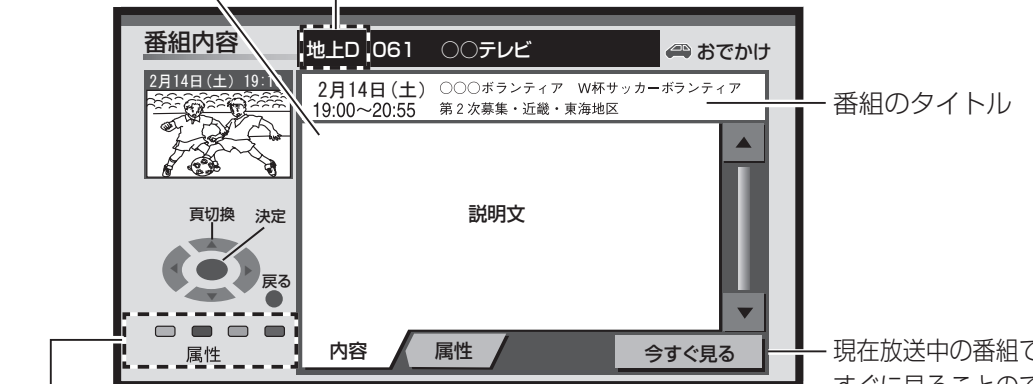 番組内容
地上D 061 ○○テレビ おでかけ
2月14日(土) 19:1
2月14日(土) ○○○ボランティア W杯サッカーボランティア
19:00～20:55 第2次募集・近畿・東海地区
番組のタイトル
説明文
頁切換 決定
戻る
属性
内容 属性 今すぐ見る
現在放送中の番組で
すぐに見ることので